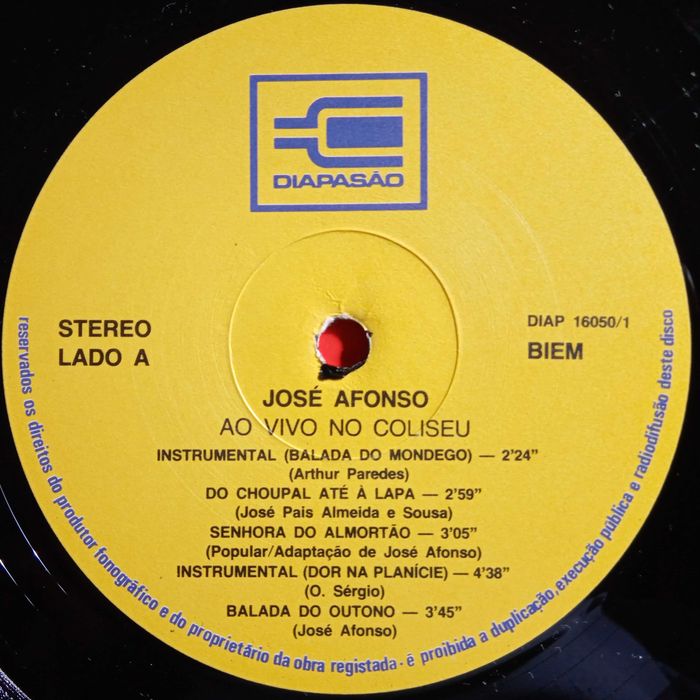 DIAPASÃO
STEREO
LADO A
DIAP 16050/1
BIEM
JOSÉ AFONSO
AO VIVO NO COLISEU
INSTRUMENTAL (BALADA DO MONDEGO) — 2'24"
(Arthur Paredes)
DO CHOUPAL ATÉ À LAPA — 2'59"
(José Pais Almeida e Sousa)
SENHORA DO ALMORTÃO — 3'05"
(Popular/Adaptação de José Afonso)
INSTRUMENTAL (DOR NA PLANÍCIE) — 4'38"
(O. Sérgio)
BALADA DO OUTONO — 3'45"
(José Afonso)
reservados os direitos do produtor fonográfico e do proprietário da obra registada - é proibida a duplicação, execução pública e radiodifusão deste disco